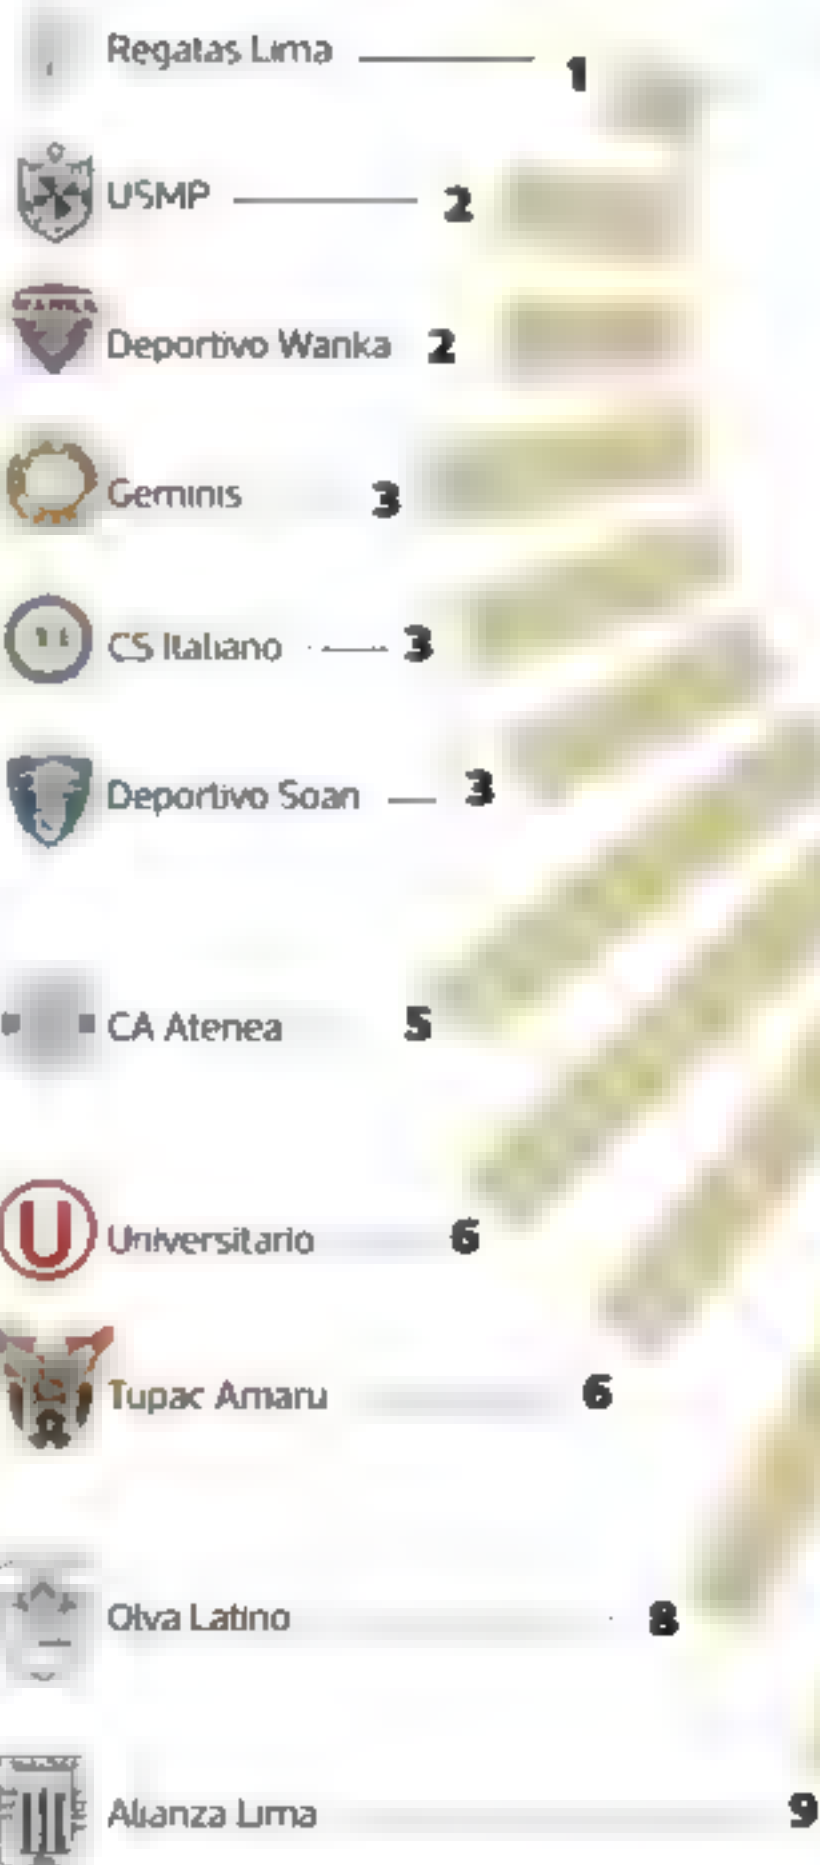 Regatas Lima 1
USMP 2
Deportivo Wanka 2
Geminis 3
CS Italiano 3
Deportivo Soan 3
CA Atenea 5
U
Universitario 6
Tupac Amaru 6
Olva Latino 8
Alianza Lima 9